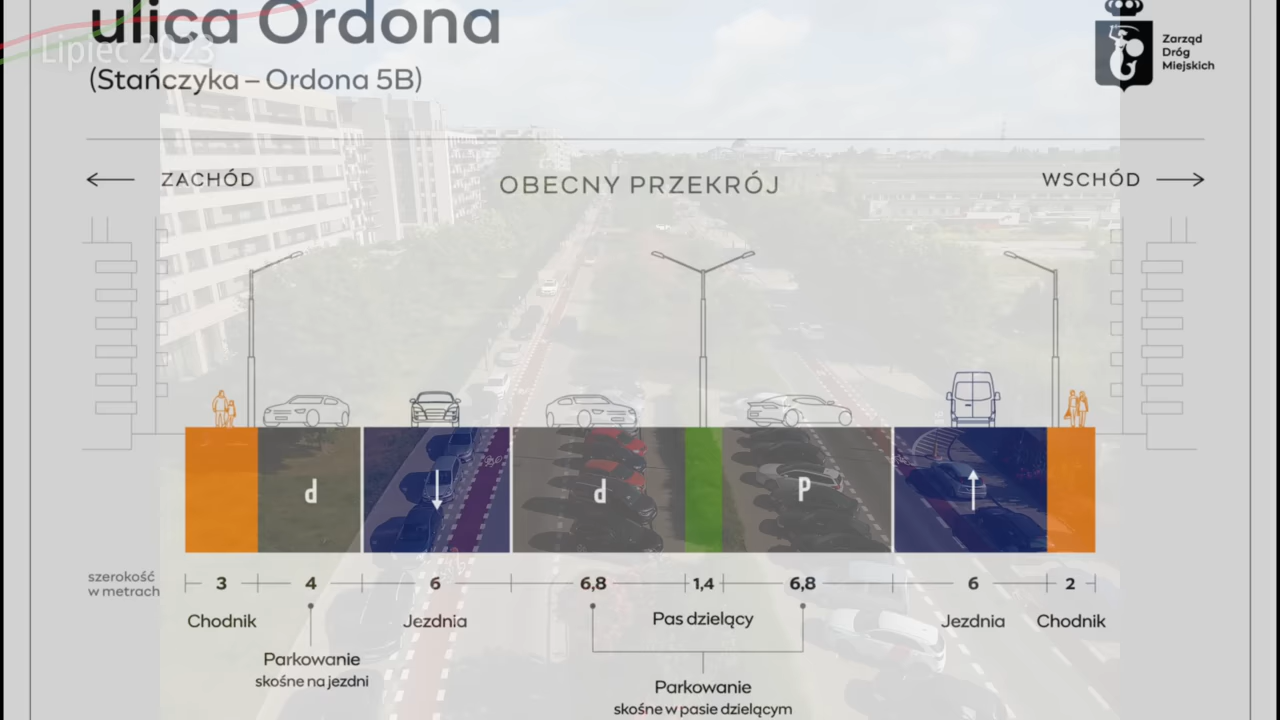 ulica Ordona
Lipiec 2023
(Stańczyka – Ordona 5B)
Zarząd
Dróg
Miejskich
ZACHÓD
OBECNY PRZEKRÓJ
WSCHÓD
d
d
P
szerokość
w metrach
3
4
6
6,8
1,4
6,8
6
2
Chodnik
Jezdnia
Pas dzielący
Jezdnia
Chodnik
Parkowanie
skośne na jezdni
Parkowanie
skośne w pasie dzielącym